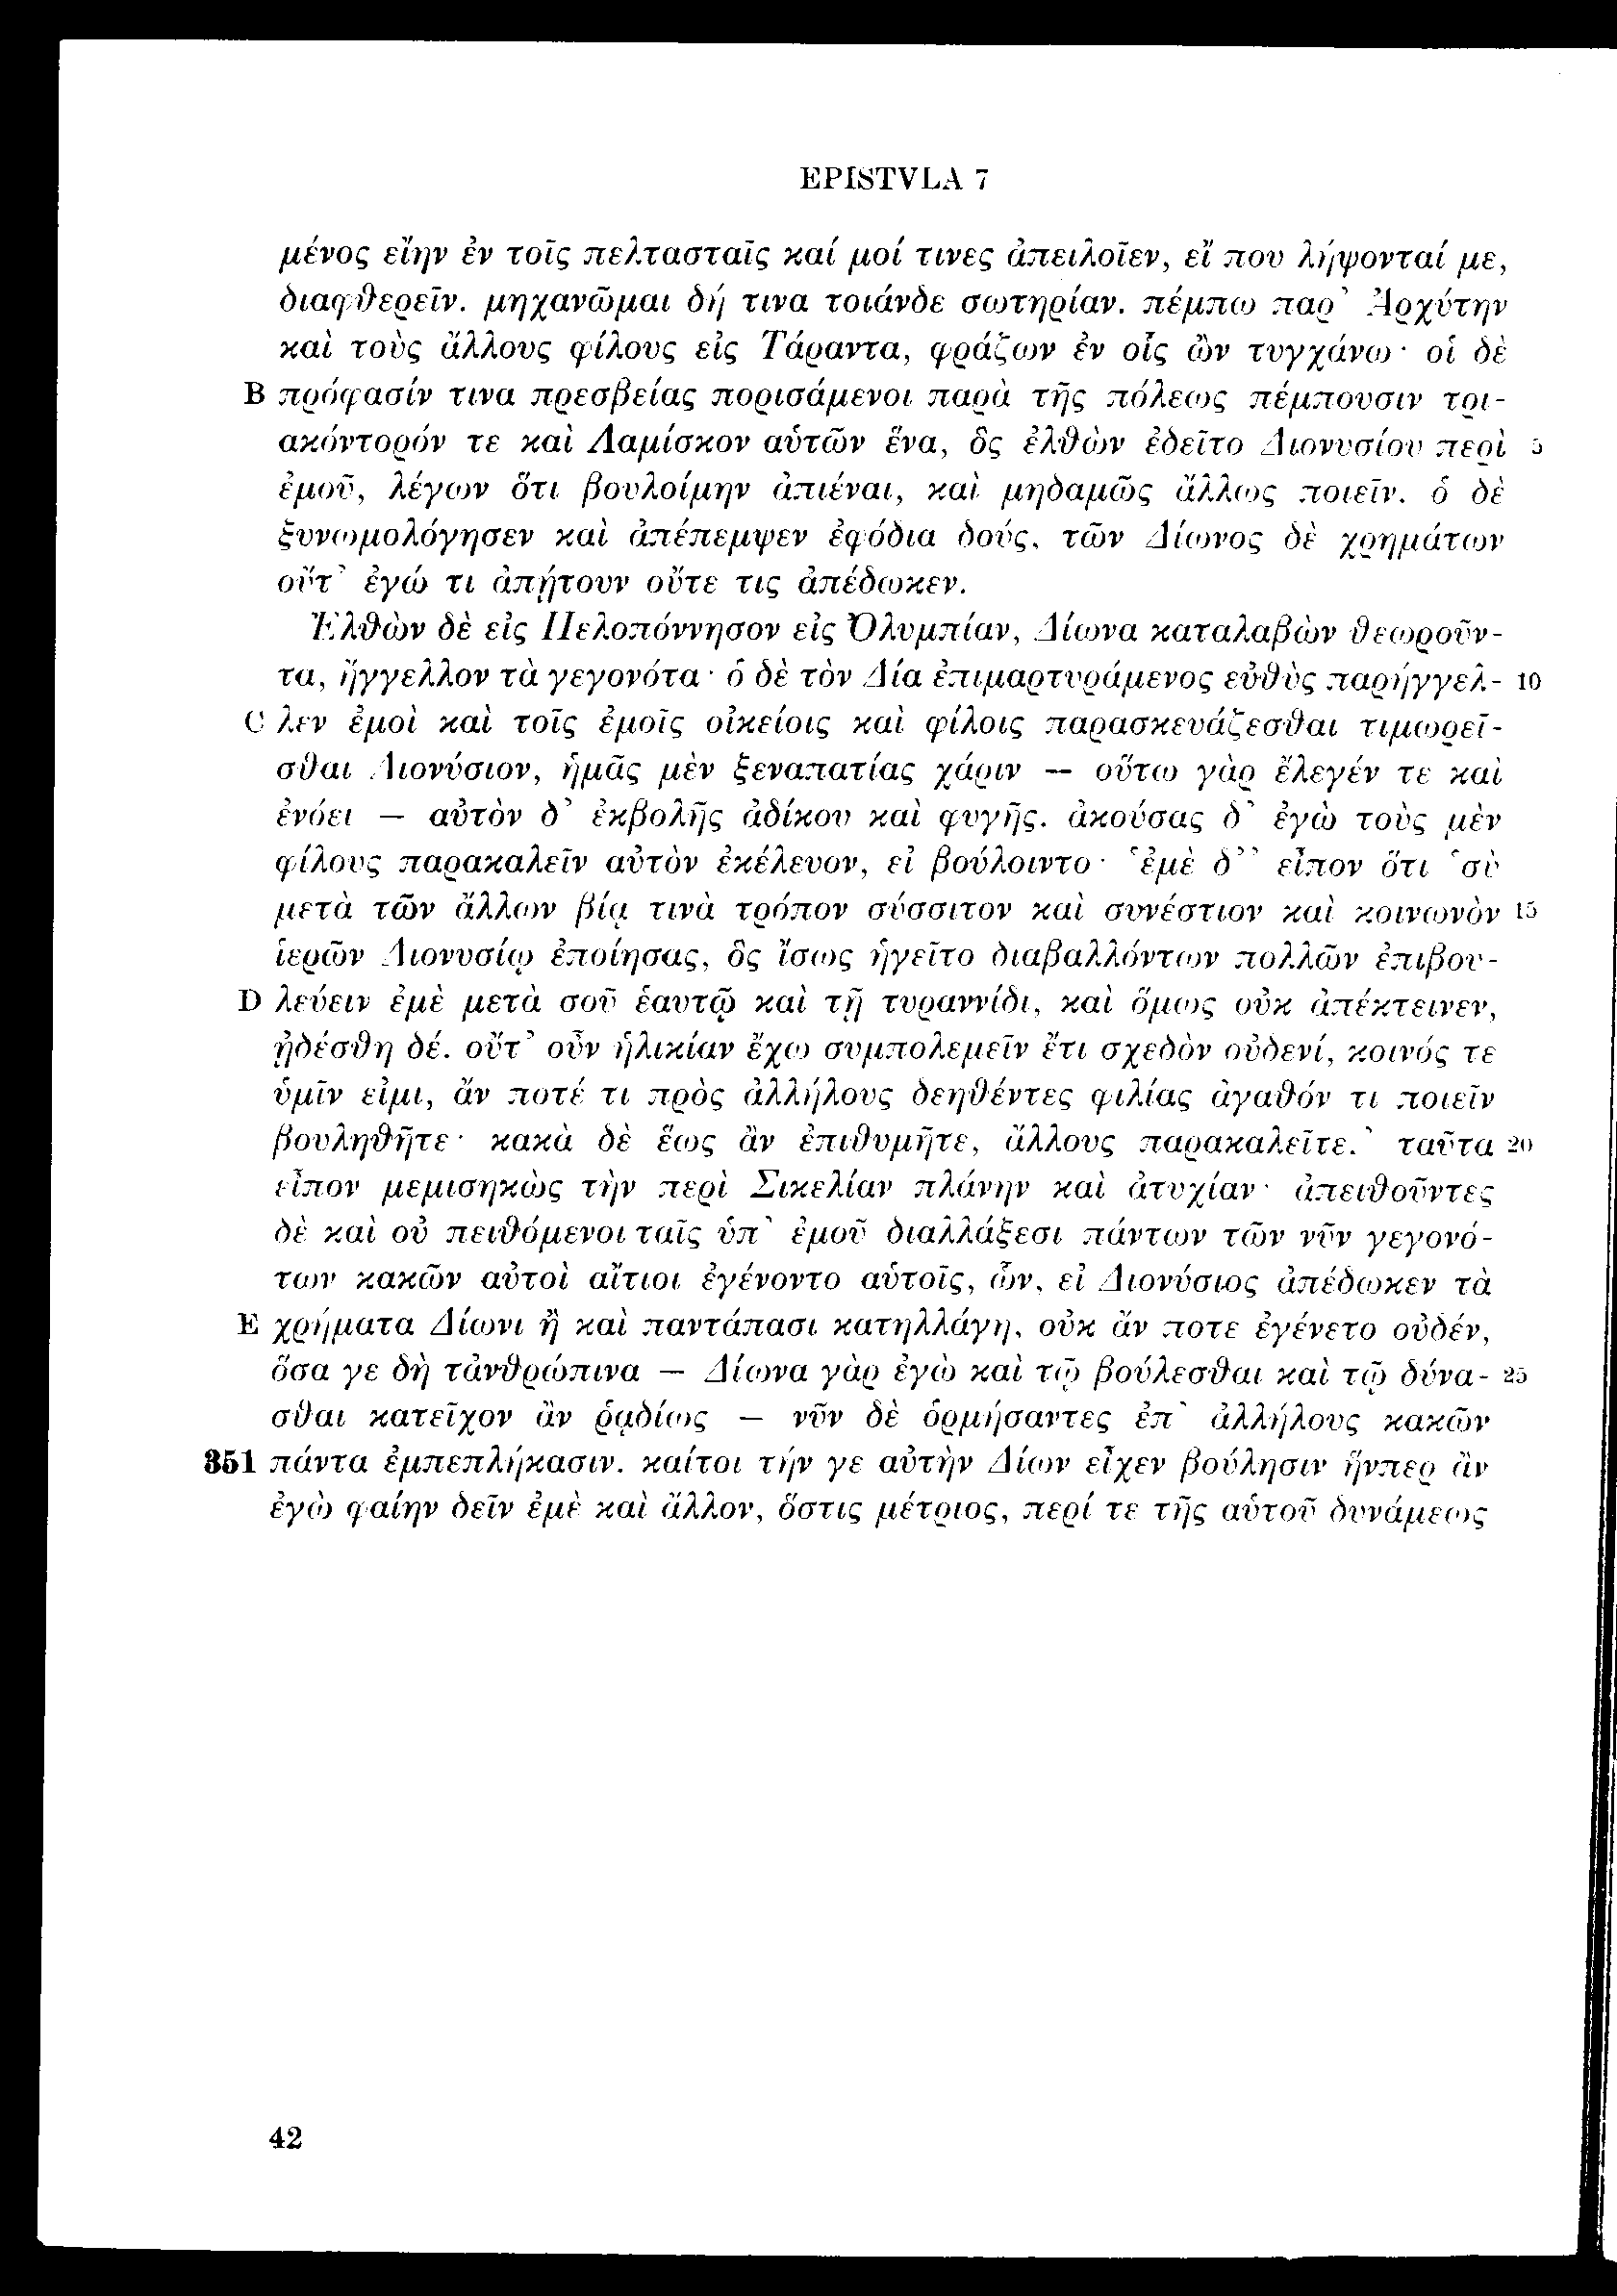 EPISTVLA 7
μένος εἴην ἐν τοῖς πελτασταῖς καί μοί τινες ἀπειλοῖεν, εἴ που λήψονταί με,
διαφθερεῖν. μηχανῶμαι δή τινα τοιάνδε σωτηρίαν. πέμπω παρ’ Ἀρχύτην
καὶ τοὺς ἄλλους φίλους εἰς Τάραντα, φράζων ἐν οἷς ὢν τυγχάνω· οἱ δὲ
B πρόφασίν τινα πρεσβείας πορισάμενοι παρὰ τῆς πόλεως πέμπουσιν τρι-
ακόντορόν τε καὶ Λαμίσκον αὑτῶν ἕνα, ὃς ἐλθὼν ἐδεῖτο Διονυσίου περὶ 5
ἐμοῦ, λέγων ὅτι βουλοίμην ἀπιέναι, καὶ μηδαμῶς ἄλλως ποιεῖν. ὁ δὲ
ξυνωμολόγησεν καὶ ἀπέπεμψεν ἐφόδια δούς, τῶν Δίωνος δὲ χρημάτων
οὔτ’ ἐγώ τι ἀπῄτουν οὔτε τις ἀπέδωκεν.
Ἐλθὼν δὲ εἰς Πελοπόννησον εἰς Ὀλυμπίαν, Δίωνα καταλαβὼν θεωροῦν-
τα, ἤγγελλον τὰ γεγονότα· ὁ δὲ τὸν Δία ἐπιμαρτυράμενος εὐθὺς παρήγγελ- 10
C λεν ἐμοὶ καὶ τοῖς ἐμοῖς οἰκείοις καὶ φίλοις παρασκευάζεσθαι τιμωρεῖ-
σθαι Διονύσιον, ἡμᾶς μὲν ξεναπατίας χάριν — οὕτω γὰρ ἔλεγέν τε καὶ
ἐνόει — αὐτὸν δ’ ἐκβολῆς ἀδίκου καὶ φυγῆς. ἀκούσας δ’ ἐγὼ τοὺς μὲν
φίλους παρακαλεῖν αὐτὸν ἐκέλευον, εἰ βούλοιντο· ‘ἐμὲ δ’’ εἶπον ὅτι ‘σὺ
μετὰ τῶν ἄλλων βίᾳ τινὰ τρόπον σύσσιτον καὶ συνέστιον καὶ κοινωνὸν 15
ἱερῶν Διονυσίῳ ἐποίησας, ὃς ἴσως ἡγεῖτο διαβαλλόντων πολλῶν ἐπιβου-
D λεύειν ἐμὲ μετὰ σοῦ ἑαυτῷ καὶ τῇ τυραννίδι, καὶ ὅμως οὐκ ἀπέκτεινεν,
ᾐδέσθη δέ. οὔτ’ οὖν ἡλικίαν ἔχω συμπολεμεῖν ἔτι σχεδὸν οὐδενί, κοινός τε
ὑμῖν εἰμι, ἄν ποτέ τι πρὸς ἀλλήλους δεηθέντες φιλίας ἀγαθόν τι ποιεῖν
βουληθῆτε· κακὰ δὲ ἕως ἂν ἐπιθυμῆτε, ἄλλους παρακαλεῖτε.’ ταῦτα 20
εἶπον μεμισηκὼς τὴν περὶ Σικελίαν πλάνην καὶ ἀτυχίαν· ἀπειθοῦντες
δὲ καὶ οὐ πειθόμενοι ταῖς ὑπ’ ἐμοῦ διαλλάξεσι πάντων τῶν νῦν γεγονό-
των κακῶν αὐτοὶ αἴτιοι ἐγένοντο αὑτοῖς, ὧν, εἰ Διονύσιος ἀπέδωκεν τὰ
E χρήματα Δίωνι ἢ καὶ παντάπασι κατηλλάγη, οὐκ ἄν ποτε ἐγένετο οὐδέν,
ὅσα γε δὴ τἀνθρώπινα — Δίωνα γὰρ ἐγὼ καὶ τῷ βούλεσθαι καὶ τῷ δύνα- 25
σθαι κατεῖχον ἂν ῥᾳδίως — νῦν δὲ ὁρμήσαντες ἐπ’ ἀλλήλους κακῶν
351 πάντα ἐμπεπλήκασιν. καίτοι τήν γε αὐτὴν Δίων εἶχεν βούλησιν ἥνπερ ἂν
ἐγὼ φαίην δεῖν ἐμὲ καὶ ἄλλον, ὅστις μέτριος, περί τε τῆς αὑτοῦ δυνάμεως
42